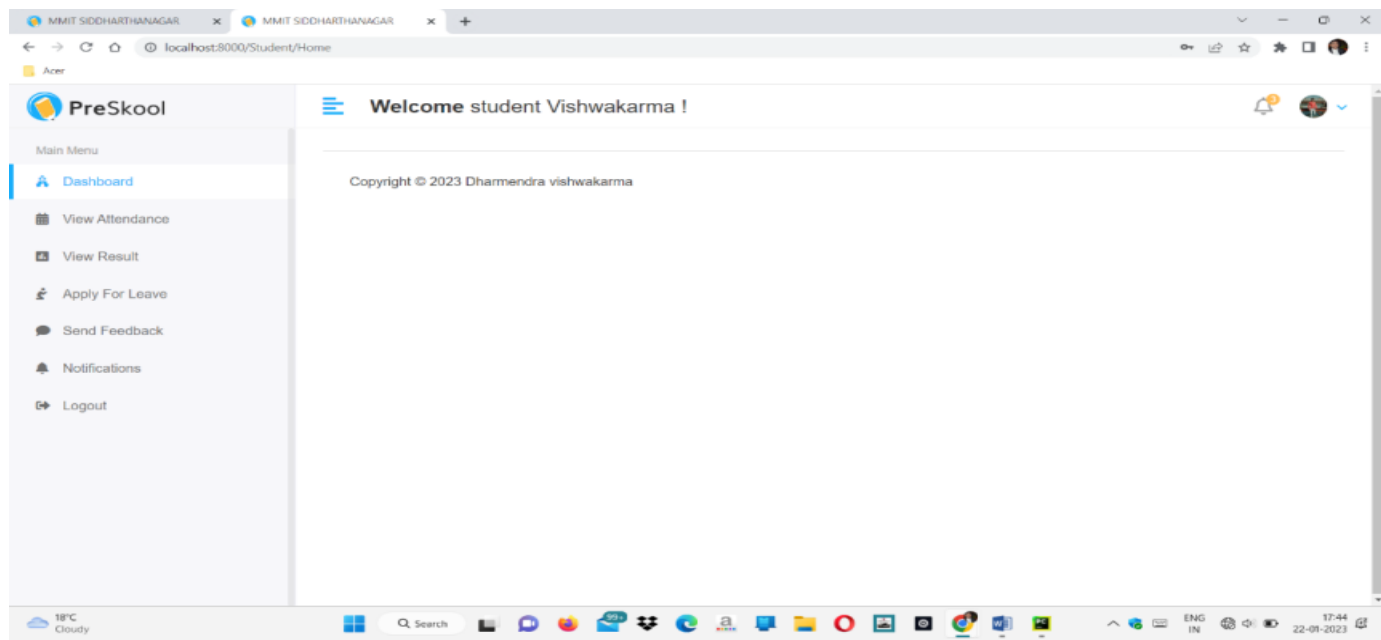 MMIT SIDDHARTHANAGAR
MMIT SIDDHARTHANAGAR
localhost:8000/Student/Home
Acer
PreSkool
Welcome student Vishwakarma !
Main Menu
Dashboard
Copyright © 2023 Dharmendra vishwakarma
View Attendance
View Result
Apply For Leave
Send Feedback
Notifications
Logout
18°C
Cloudy
Search
99+
ENG
IN
17:44
22-01-2023